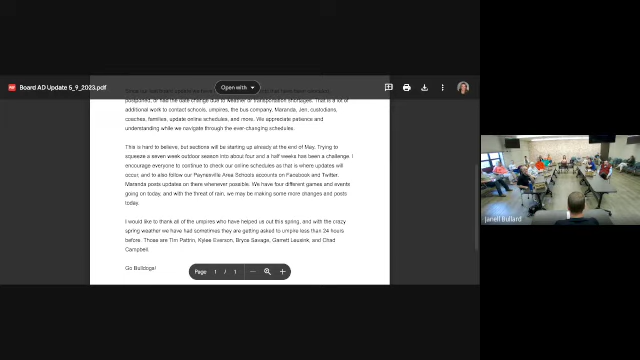 Board AD Update 5_9_2023.pdf
Open with
postponed, or had the date change due to weather or transportation shortages. That is a lot of
additional work to contact schools, umpires, the bus company, Maranda, Jen, custodians,
coaches, families, update online schedules, and more. We appreciate patience and
understanding while we navigate through the ever-changing schedules.
This is hard to believe, but sections will be starting up already at the end of May. Trying to
squeeze a seven week outdoor season into about four and a half weeks has been a challenge. I
encourage everyone to continue to check our online schedules as that is where updates will
occur, and to also follow our Paynesville Area Schools accounts on Facebook and Twitter.
Maranda posts updates on there whenever possible. We have four different games and events
going on today, and with the threat of rain, we may be making some more changes and posts
today.
I would like to thank all of the umpires who have helped us out this spring, and with the crazy
spring weather we have had sometimes they are getting asked to umpire less than 24 hours
before. Those are Tim Pattrin, Kylee Everson, Bryce Savage, Garrett Leusink, and Chad
Campbell.
Go Bulldogs!
Page 1 / 1
Janell Bullard